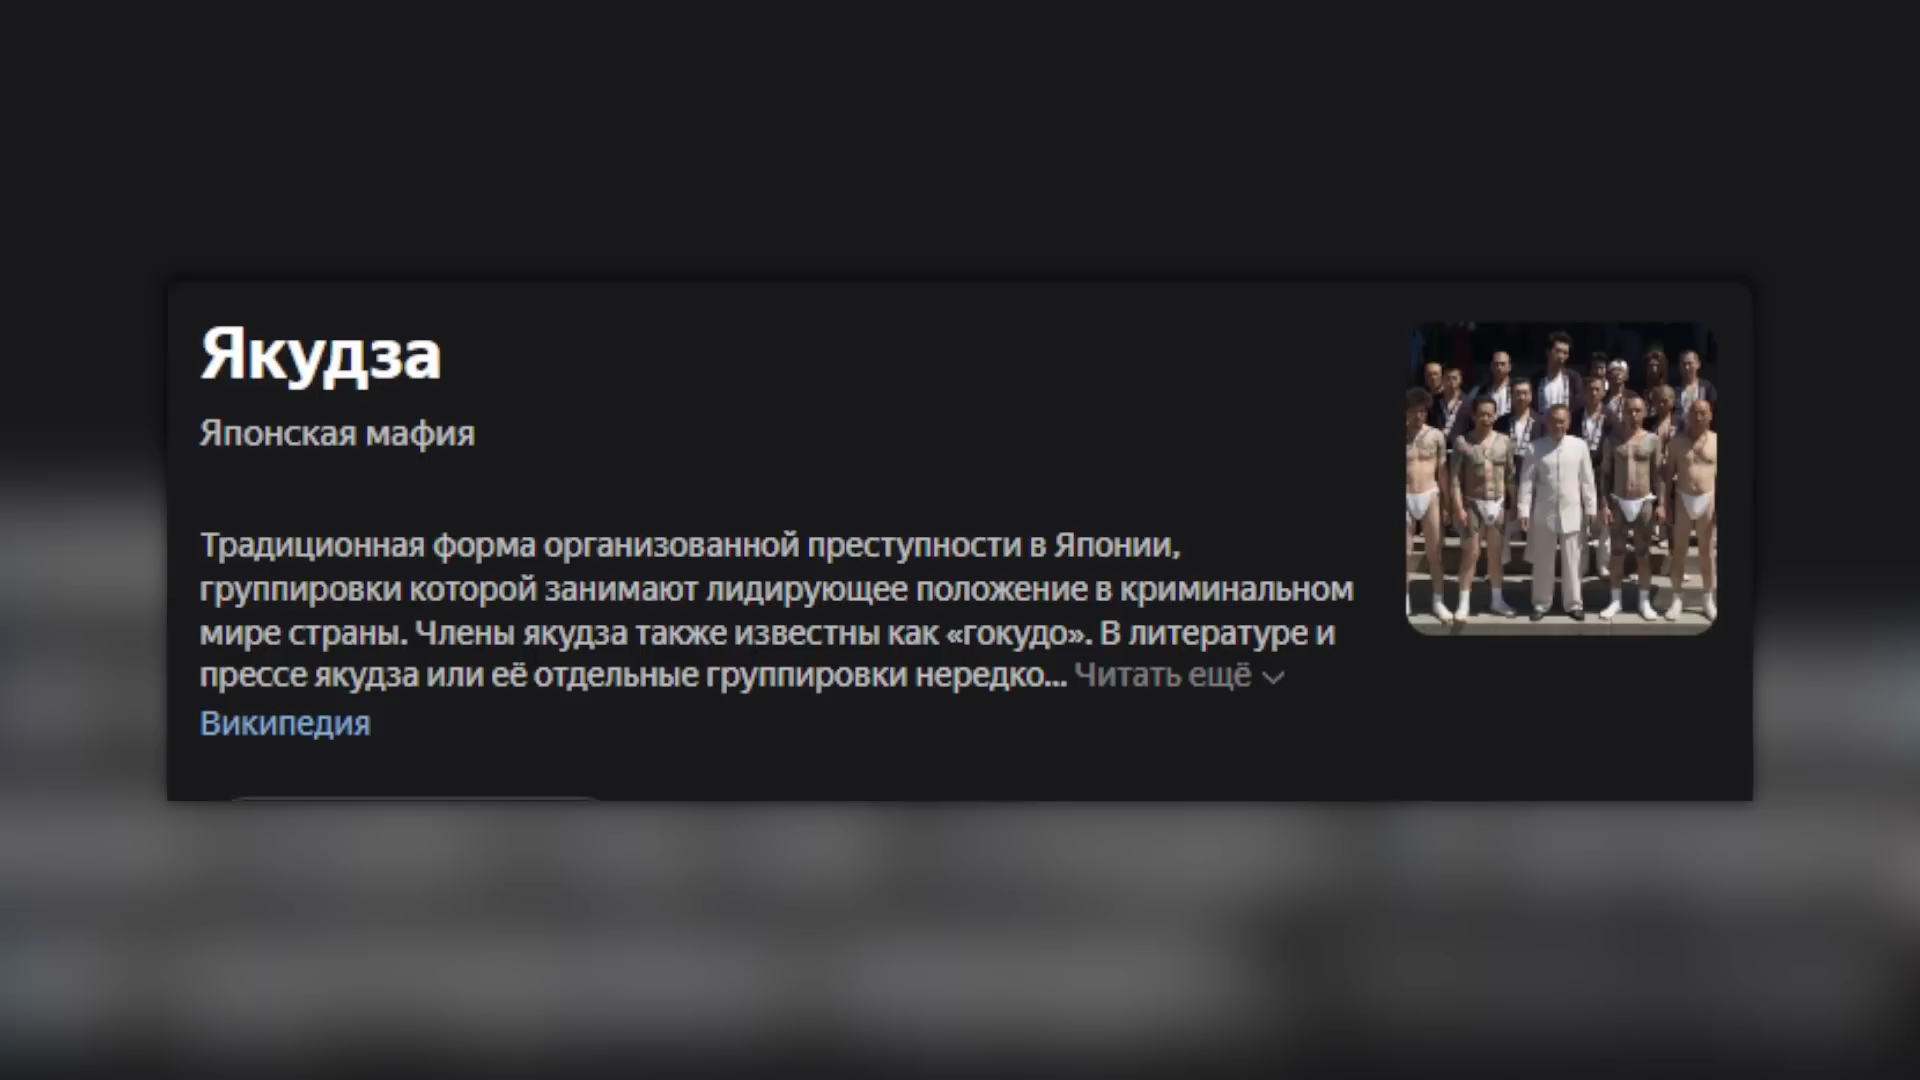 Якудза
Японская мафия
Традиционная форма организованной преступности в Японии,
группировки которой занимают лидирующее положение в криминальном
мире страны. Члены якудза также известны как «гокудо». В литературе и
прессе якудза или её отдельные группировки нередко... Читать ещё
Википедия